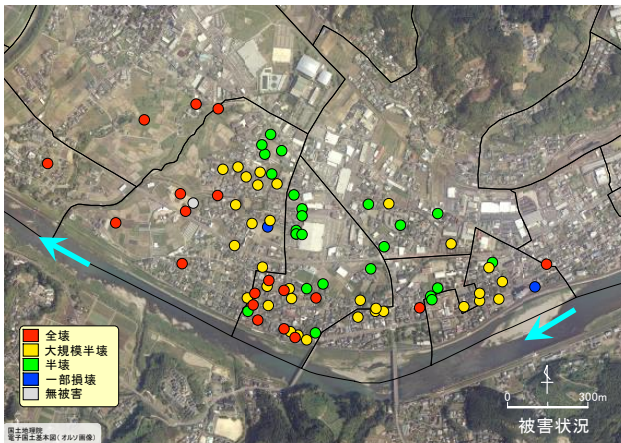 全壊
大規模半壊
半壊
一部損壊
無被害
国土地理院
電子国土基本図(オルソ画像)
0 300m
被害状況